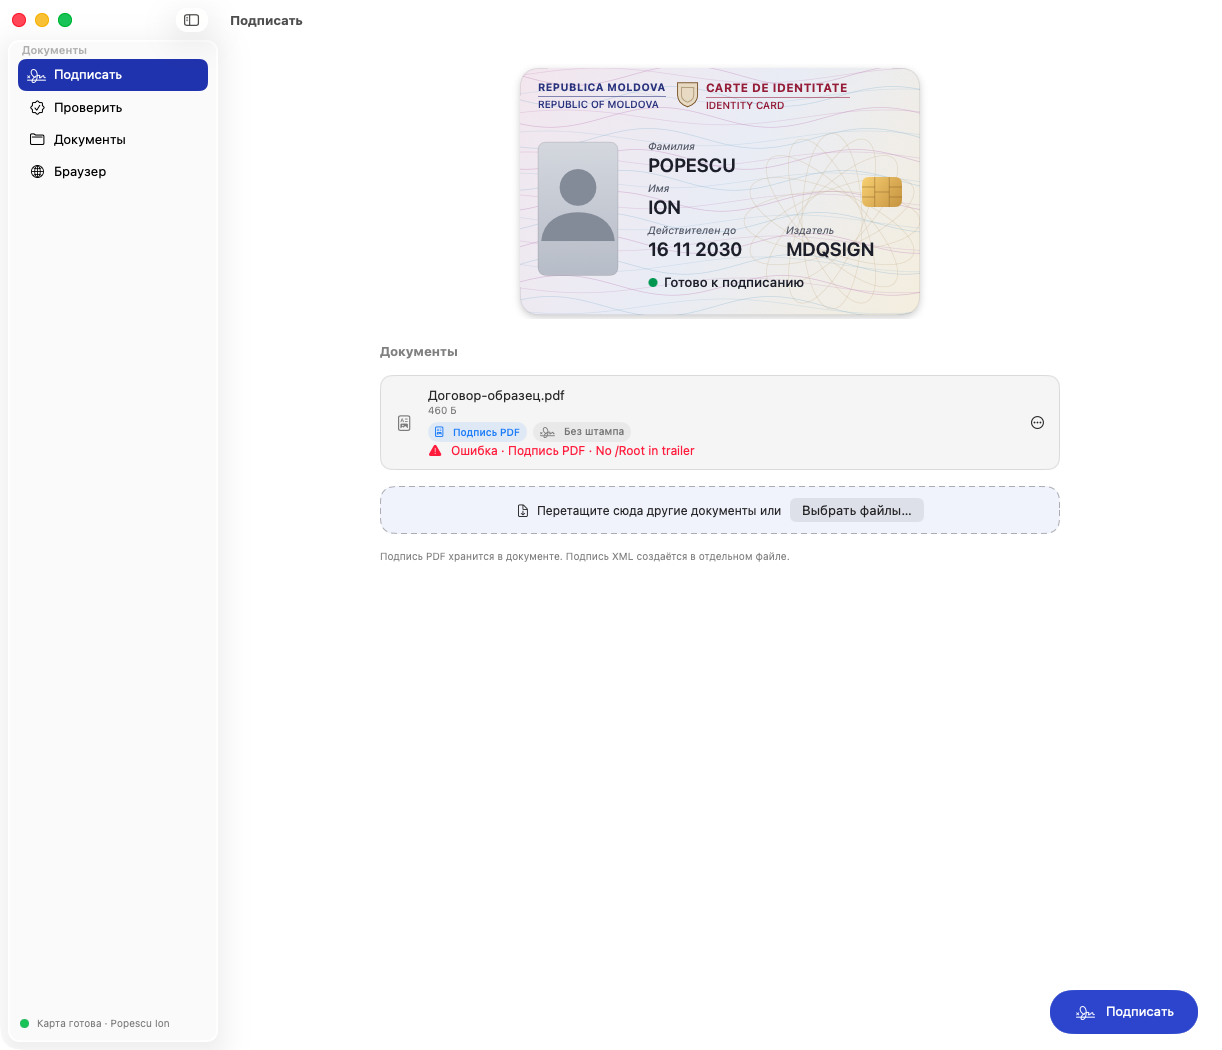 Подписать
Документы
Подписать
Проверить
Документы
Браузер
REPUBLICA MOLDOVA
REPUBLIC OF MOLDOVA
CARTE DE IDENTITATE
IDENTITY CARD
Фамилия
POPESCU
Имя
ION
Действителен до
Издатель
16 11 2030
MDQSIGN
Готово к подписанию
Документы
Договор-образец.pdf
460 Б
Подпись PDF
Без штампа
Ошибка · Подпись PDF · No /Root in trailer
Перетащите сюда другие документы или
Выбрать файлы...
Подпись PDF хранится в документе. Подпись XML создаётся в отдельном файле.
Карта готова · Popescu Ion
Подписать